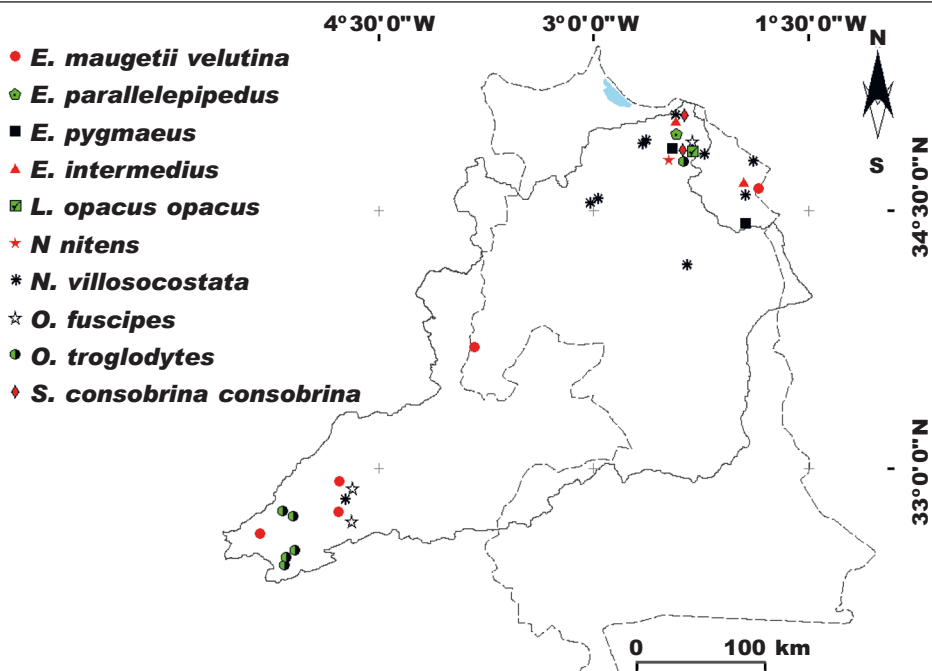 4°30'0"W 3°0'0"W 1°30'0"W
N
S
E. maugetii velutina
E. parallelepipedus
E. pygmaeus
E. intermedius
L. opacus opacus
N nitens
N. villosocostata
O. fuscipes
O. troglodytes
S. consobrina consobrina
34°30'0"N
33°0'0"N
0 100 km